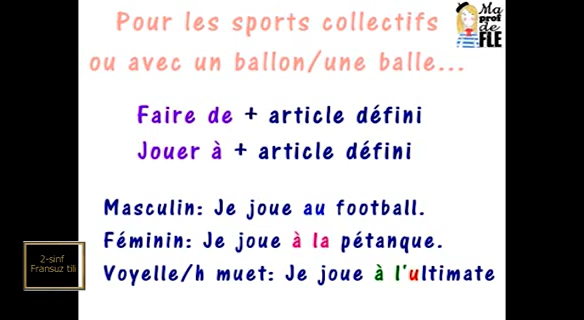 Pour les sports collectifs
ou avec un ballon/une balle...
Ma
prof
de
FLE
Faire de + article défini
Jouer à + article défini
Masculin: Je joue au football.
Féminin: Je joue à la pétanque.
Voyelle/h muet: Je joue à l'ultimate
2-sinf
Fransuz tili